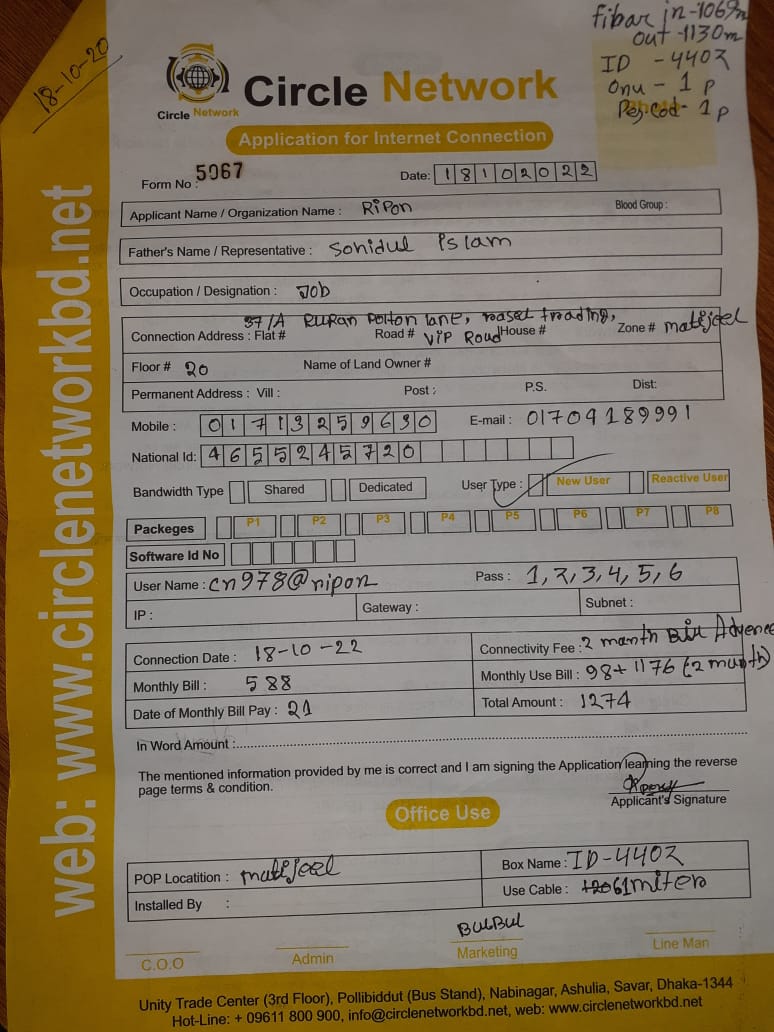 fibar in-1069m
out -1130m
ID - 4402
Onu - 1 p
1 p
18-10-20
Circle Network
Circle Network
Application for Internet Connection
Form No : 5067
Date: 18102022
Applicant Name / Organization Name : Ripon
Blood Group :
Father's Name / Representative : Sohidul islam
Occupation / Designation : Job
37/A Puran Polton lane, trading,
Connection Address : Flat # Road # VIP Road House # Zone # matijeel
Floor # 20 Name of Land Owner #
Permanent Address : Vill : Post : P.S. Dist:
Mobile : 01713259630 E-mail : 01709189991
National Id: 4655245720
Bandwidth Type Shared Dedicated User Type : New User Reactive User
Packeges P1 P2 P3 P4 P5 P6 P7 P8
Software Id No
User Name : cn978@ripon Pass : 1,2,3,4,5,6
IP : Gateway : Subnet :
Connection Date : 18-10-22 Connectivity Fee : 2 month Bill Advence
Monthly Bill : 588 Monthly Use Bill : 98+1176 (2 month)
Date of Monthly Bill Pay : 21 Total Amount : 1274
In Word Amount :
The mentioned information provided by me is correct and I am signing the Application learning the reverse
page terms & condition.
Applicant's Signature
Office Use
POP Locatition : matijeel Box Name : ID-4402
Installed By : Use Cable : 61miter
BULBUL
C.O.O Admin Marketing Line Man
Unity Trade Center (3rd Floor), Pollibiddut (Bus Stand), Nabinagar, Ashulia, Savar, Dhaka-1344
Hot-Line: + 09611 800 900, info@circlenetworkbd.net, web: www.circlenetworkbd.net
web: www.circlenetworkbd.net